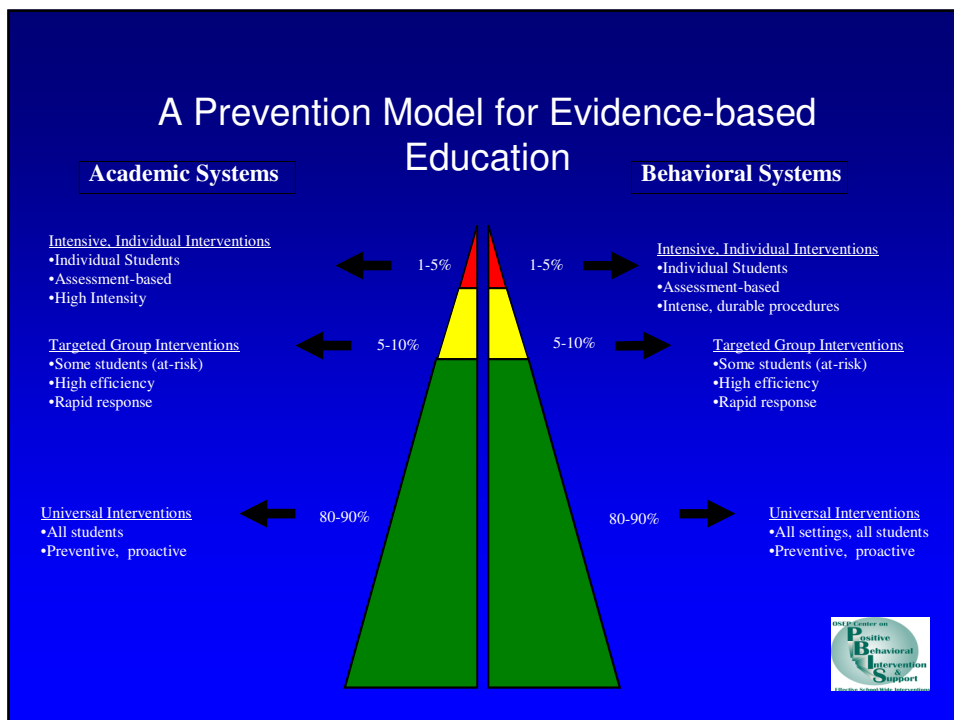 A Prevention Model for Evidence-based
Education
Academic Systems
Intensive, Individual Interventions
•Individual Students
•Assessment-based
•High Intensity
1-5%
Targeted Group Interventions
•Some students (at-risk)
•High efficiency
•Rapid response
5-10%
Universal Interventions
•All students
•Preventive, proactive
80-90%
Behavioral Systems
1-5%
Intensive, Individual Interventions
•Individual Students
•Assessment-based
•Intense, durable procedures
5-10%
Targeted Group Interventions
•Some students (at-risk)
•High efficiency
•Rapid response
80-90%
Universal Interventions
•All settings, all students
•Preventive, proactive
OSEP Center on
Positive
Behavioral
Intervention
&
Support
Effective School-Wide Interventions